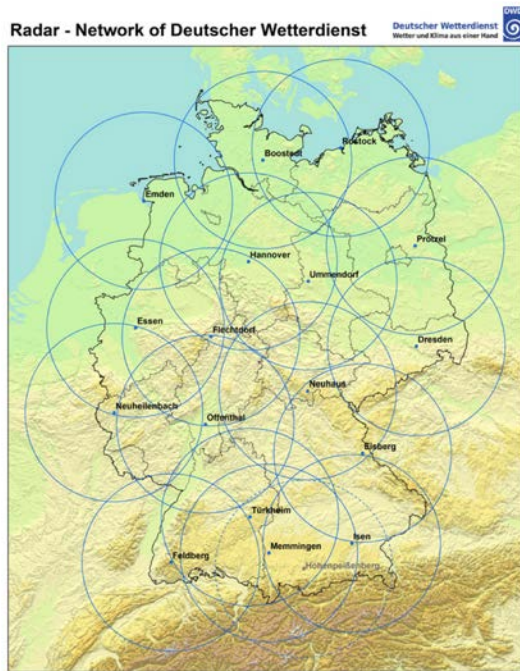 Radar - Network of Deutscher Wetterdienst
Deutscher Wetterdienst
Wetter und Klima aus einer Hand
DWD
Rostock
Boostedt
Emden
Prötzel
Hannover
Ummendorf
Essen
Flechtdorf
Dresden
Neuhaus
Neuheilenbach
Offenthal
Eisberg
Türkheim
Isen
Memmingen
Feldberg
Hohenpeißenberg